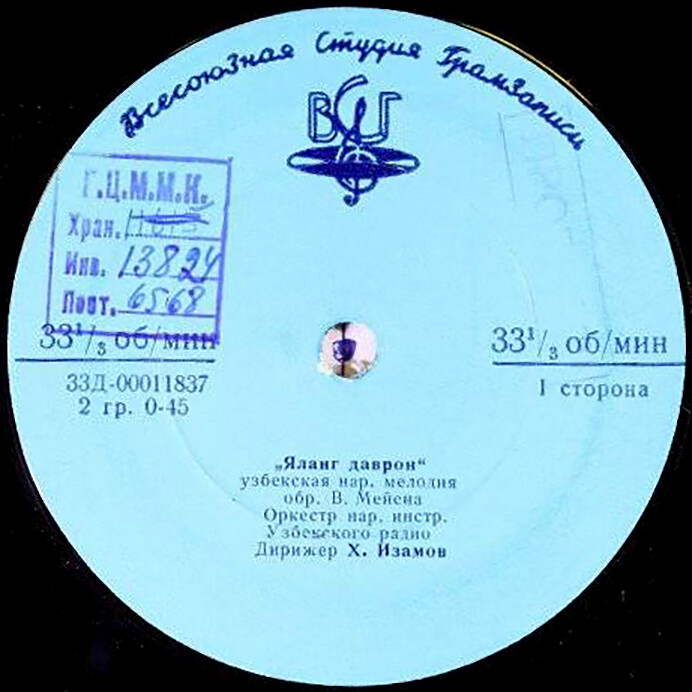 Всесоюзная Студия Грамзаписи
ВСГ
Г.Ц.М.М.К.
Хран.
Инв. 13824
Пост. 6568
33¹/₃ об/мин
33¹/₃ об/мин
33Д-00011837
2 гр. 0-45
I сторона
„Яланг даврон“
узбекская нар. мелодия
обр. В. Мейена
Оркестр нар. инстр.
Узбекского радио
Дирижер Х. Изамов